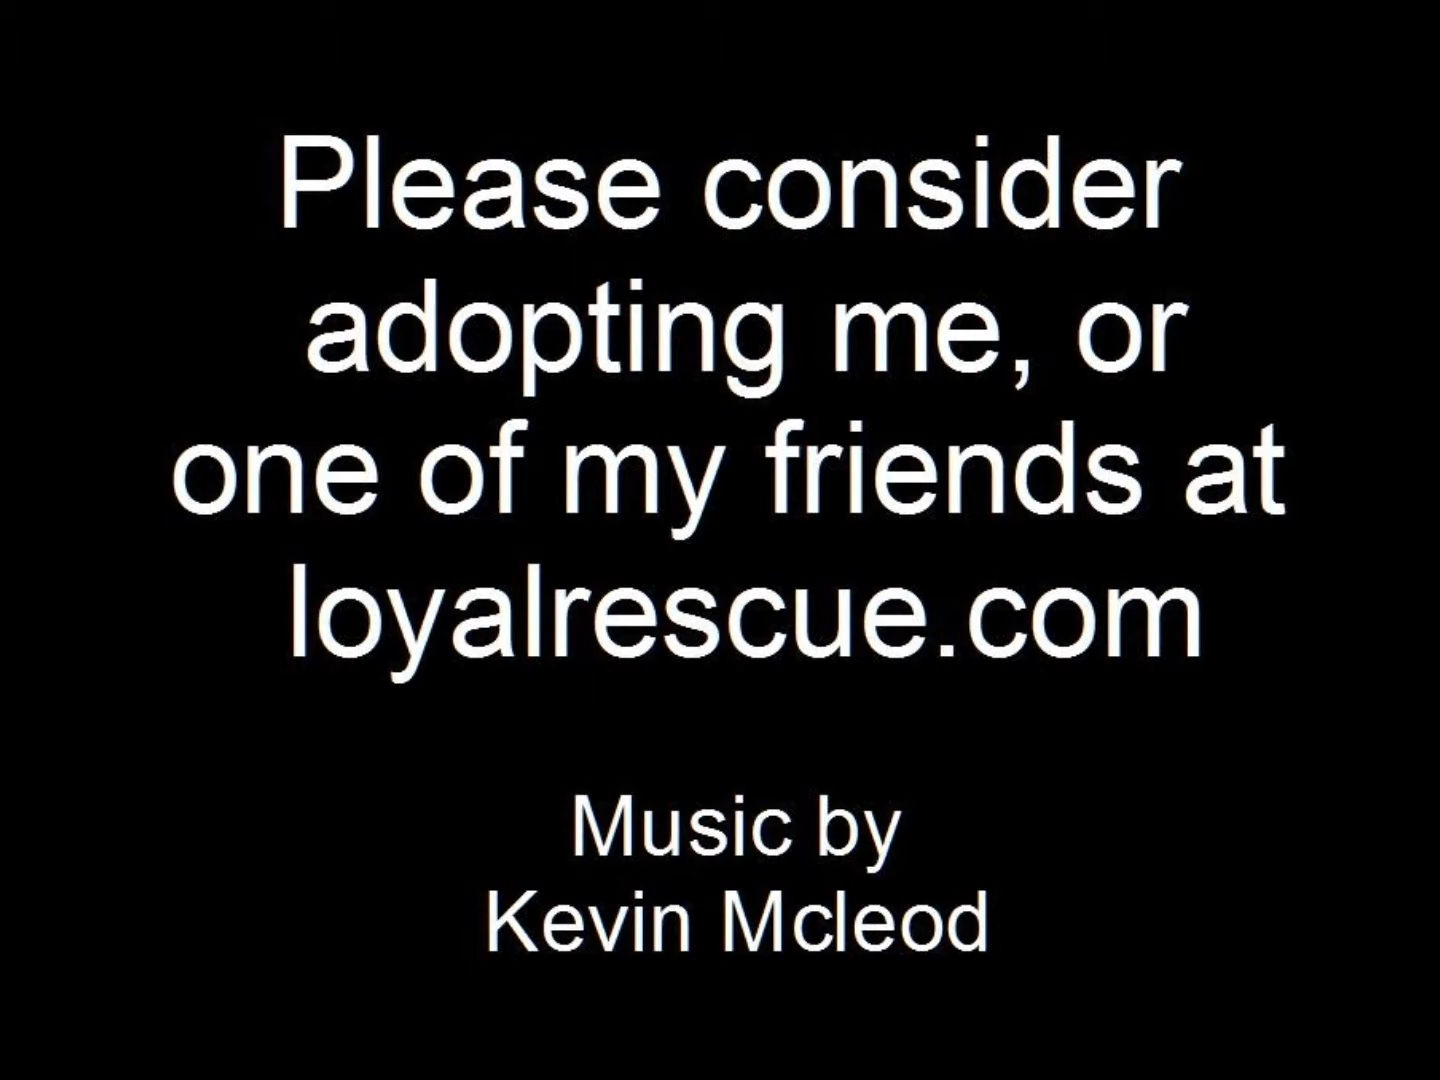 Please consider
adopting me, or
one of my friends at
loyalrescue.com
Music by
Kevin Mcleod